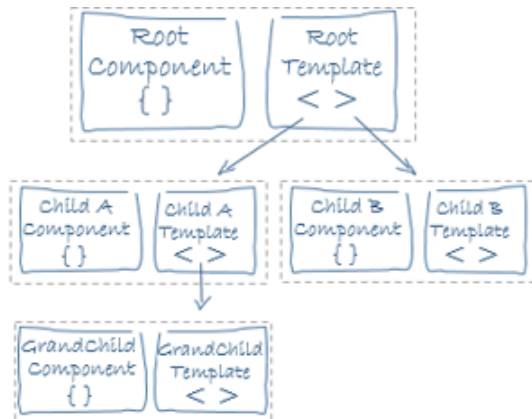 Root
Component
{ }
Root
Template
< >
Child A
Component
{ }
Child A
Template
< >
Child B
Component
{ }
Child B
Template
< >
GrandChild
Component
{ }
GrandChild
Template
< >